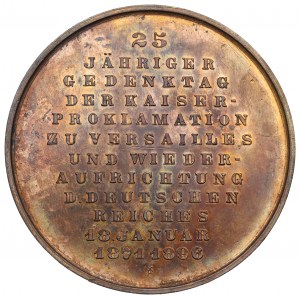 25
JÄHRIGER
GEDENKTAG
DER KAISER-
PROKLAMATION
ZU VERSAILLES
UND WIEDER-
AUFRICHTUNG
D.DEUTSCHEN
REICHES
18.JANUAR
1871 1896